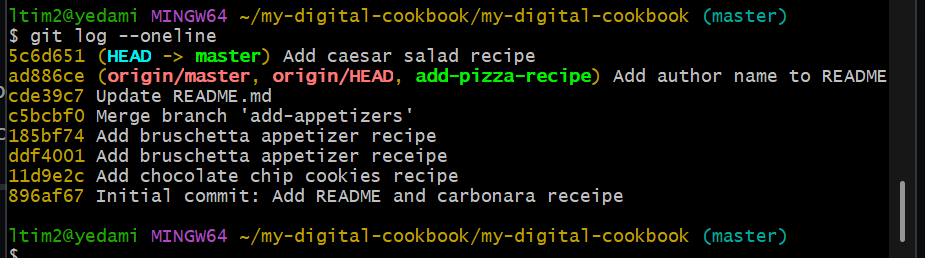 ltim2@yedami MINGW64 ~/my-digital-cookbook/my-digital-cookbook (master)
$ git log --oneline
5c6d651 (HEAD -> master) Add caesar salad recipe
ad886ce (origin/master, origin/HEAD, add-pizza-recipe) Add author name to README
cde39c7 Update README.md
c5bcbf0 Merge branch 'add-appetizers'
185bf74 Add bruschetta appetizer recipe
ddf4001 Add bruschetta appetizer receipe
11d9e2c Add chocolate chip cookies recipe
896af67 Initial commit: Add README and carbonara receipe
ltim2@yedami MINGW64 ~/my-digital-cookbook/my-digital-cookbook (master)
$